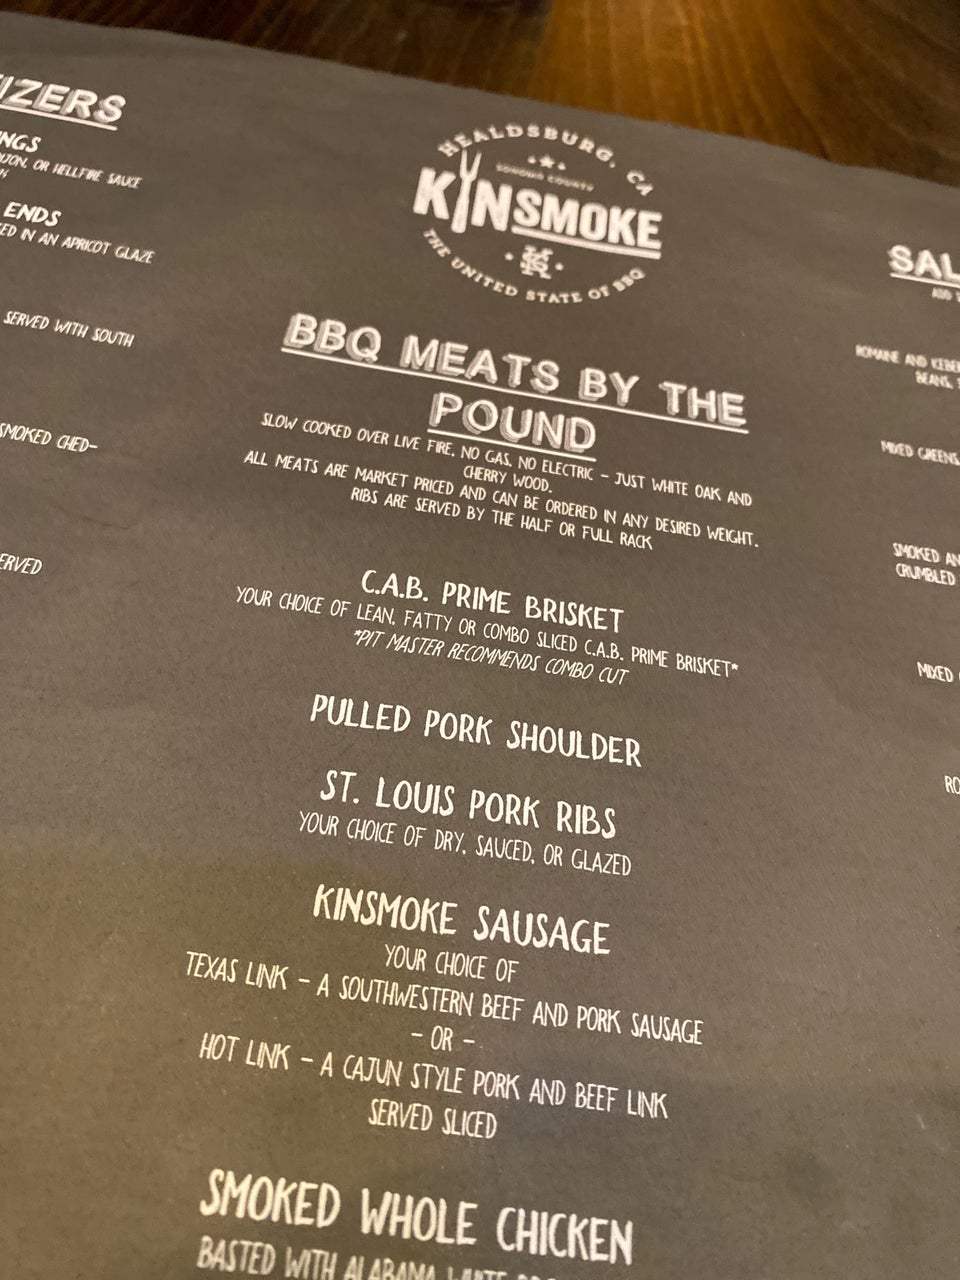 IZERS
NGS
OR HELLFIRE SAUCE
ENDS
IN AN APRICOT GLAZE
SERVED WITH SOUTH
SMOKED CHED-
ERVED
HEALDSBURG, CA
SONOMA COUNTY
KINSMOKE
THE UNITED STATE OF BBQ
BBQ MEATS BY THE
POUND
SLOW COOKED OVER LIVE FIRE, NO GAS, NO ELECTRIC - JUST WHITE OAK AND
CHERRY WOOD.
ALL MEATS ARE MARKET PRICED AND CAN BE ORDERED IN ANY DESIRED WEIGHT.
RIBS ARE SERVED BY THE HALF OR FULL RACK
C.A.B. PRIME BRISKET
YOUR CHOICE OF LEAN, FATTY OR COMBO SLICED C.A.B. PRIME BRISKET*
*PIT MASTER RECOMMENDS COMBO CUT
PULLED PORK SHOULDER
ST. LOUIS PORK RIBS
YOUR CHOICE OF DRY, SAUCED, OR GLAZED
KINSMOKE SAUSAGE
YOUR CHOICE OF
TEXAS LINK - A SOUTHWESTERN BEEF AND PORK SAUSAGE
- OR -
HOT LINK - A CAJUN STYLE PORK AND BEEF LINK
SERVED SLICED
SMOKED WHOLE CHICKEN
BASTED WITH ALABAMA WHITE
SAL
ADD
ROMAINE AND
BEANS,
MIXED GREENS,
SMOKED AN
CRUMBLED
MIXED
RO